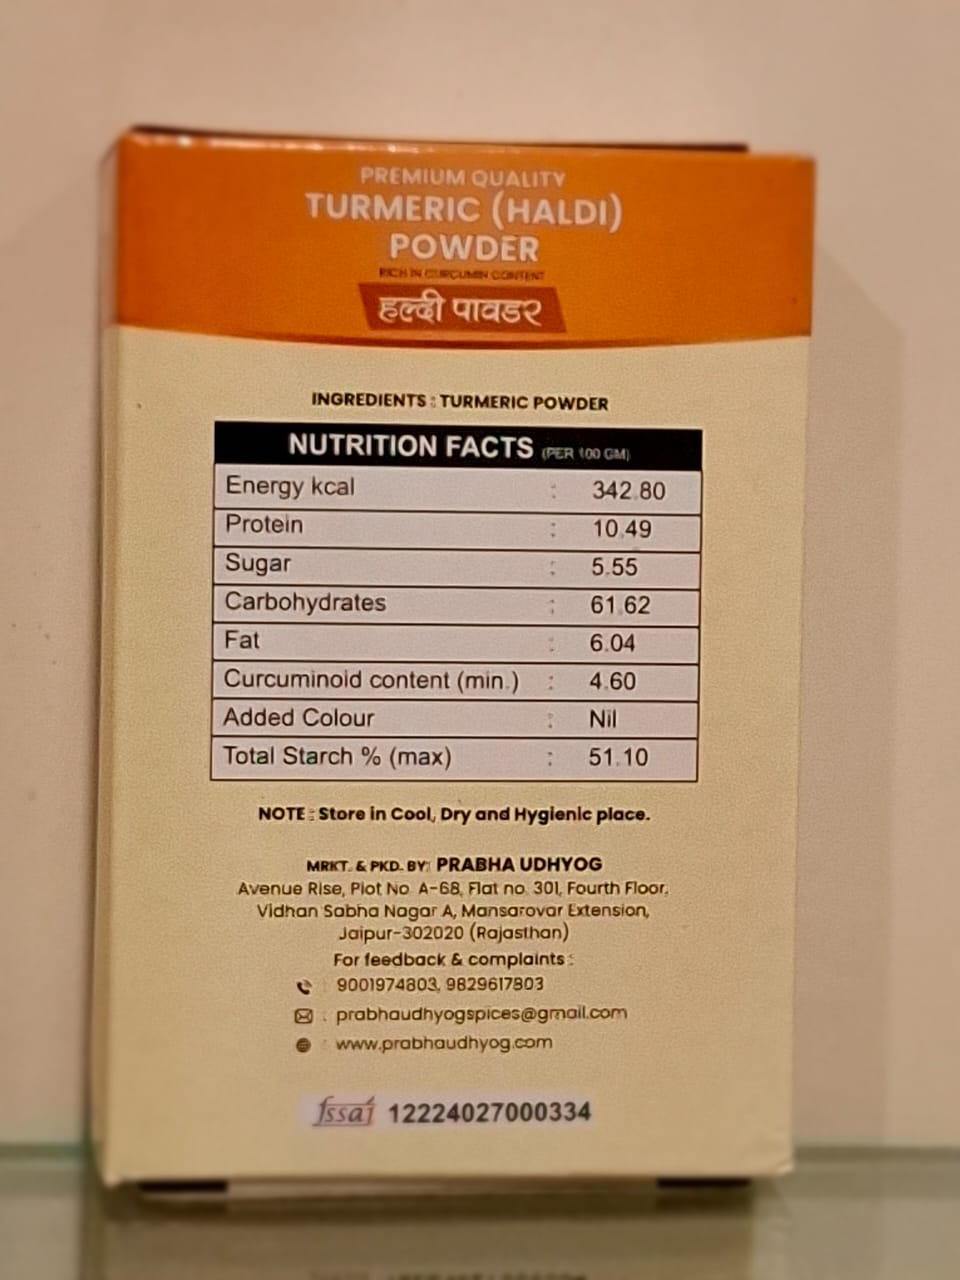 PREMIUM QUALITY
TURMERIC (HALDI)
POWDER
RICH IN CURCUMIN CONTENT
हल्दी पावडर
INGREDIENTS : TURMERIC POWDER
NUTRITION FACTS (PER 100 GM)
Energy kcal : 342.80
Protein : 10.49
Sugar : 5.55
Carbohydrates : 61.62
Fat : 6.04
Curcuminoid content (min.) : 4.60
Added Colour : Nil
Total Starch % (max) : 51.10
NOTE : Store in Cool, Dry and Hygienic place.
MRKT. & PKD. BY: PRABHA UDHYOG
Avenue Rise, Plot No. A-68, Flat no. 301, Fourth Floor,
Vidhan Sabha Nagar A, Mansarovar Extension,
Jaipur-302020 (Rajasthan)
For feedback & complaints :
: 9001974803, 9829617803
: prabhaudhyogspices@gmail.com
: www.prabhaudhyog.com
fssai 12224027000334